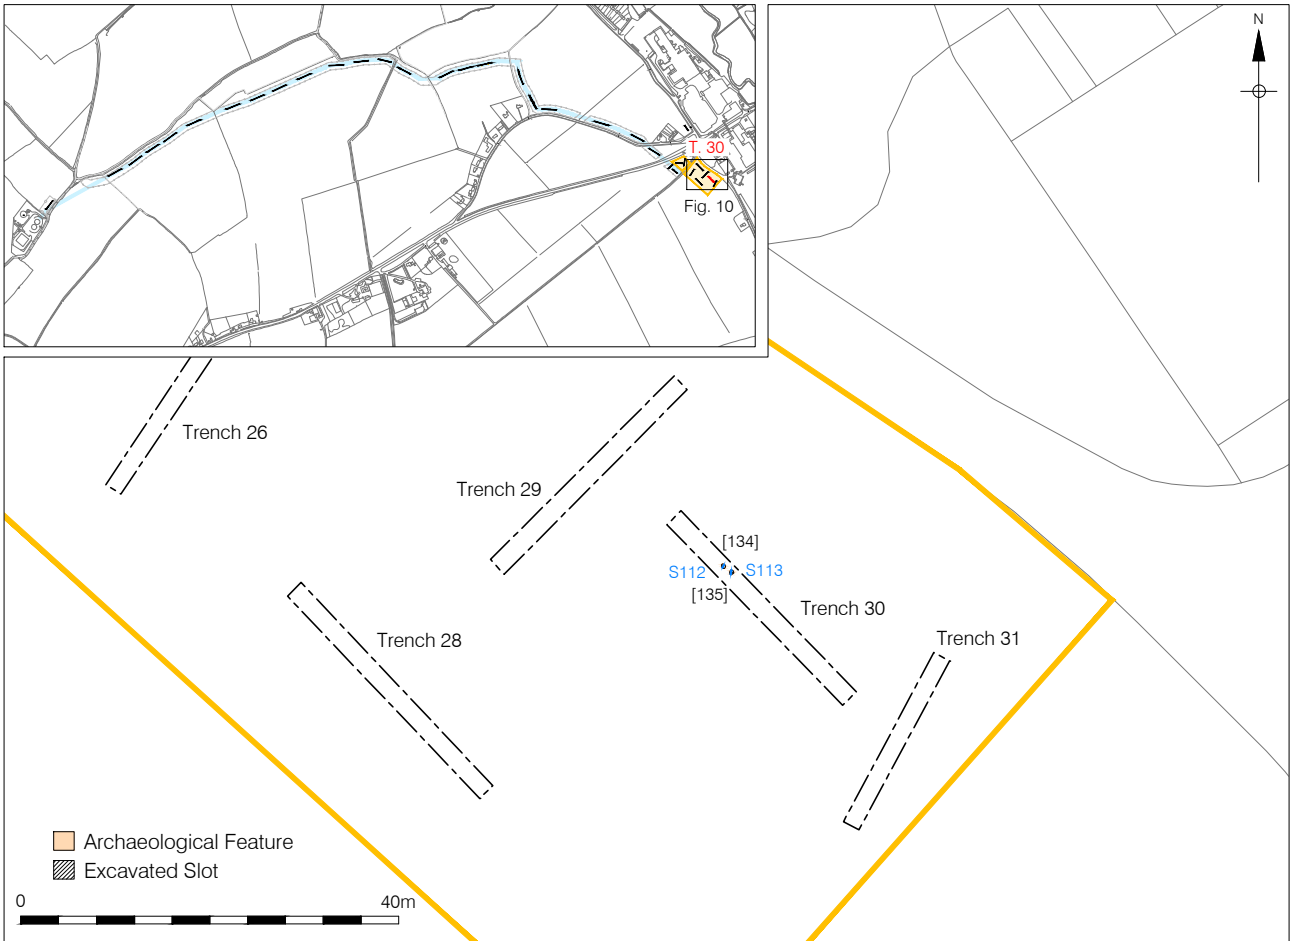 N
T. 30
Fig. 10
Trench 26
Trench 29
[134]
S112
S113
[135]
Trench 30
Trench 28
Trench 31
Archaeological Feature
Excavated Slot
0
40m